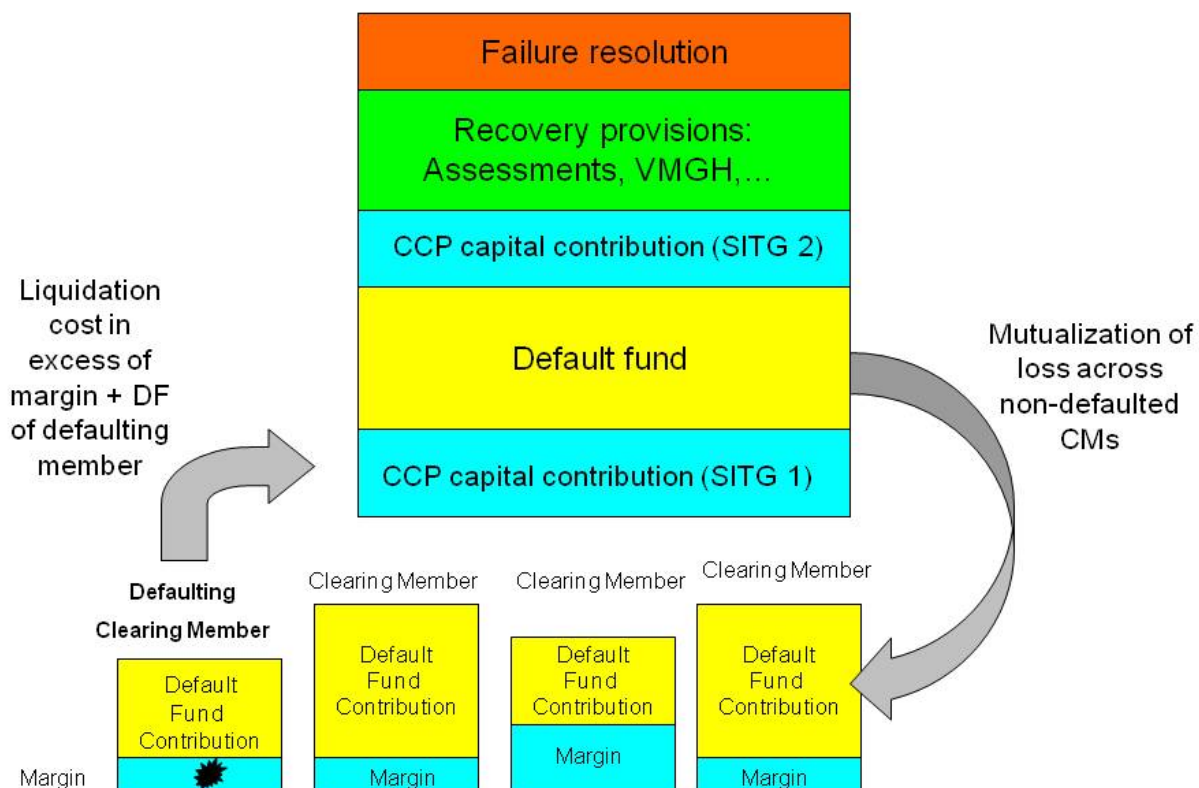 Failure resolution
Recovery provisions:
Assessments, VMGH,...
CCP capital contribution (SITG 2)
Default fund
CCP capital contribution (SITG 1)
Liquidation
cost in
excess of
margin + DF
of defaulting
member
Mutualization of
loss across
non-defaulted
CMs
Defaulting
Clearing Member
Default
Fund
Contribution
Margin
Clearing Member
Default
Fund
Contribution
Margin
Clearing Member
Default
Fund
Contribution
Margin
Clearing Member
Default
Fund
Contribution
Margin